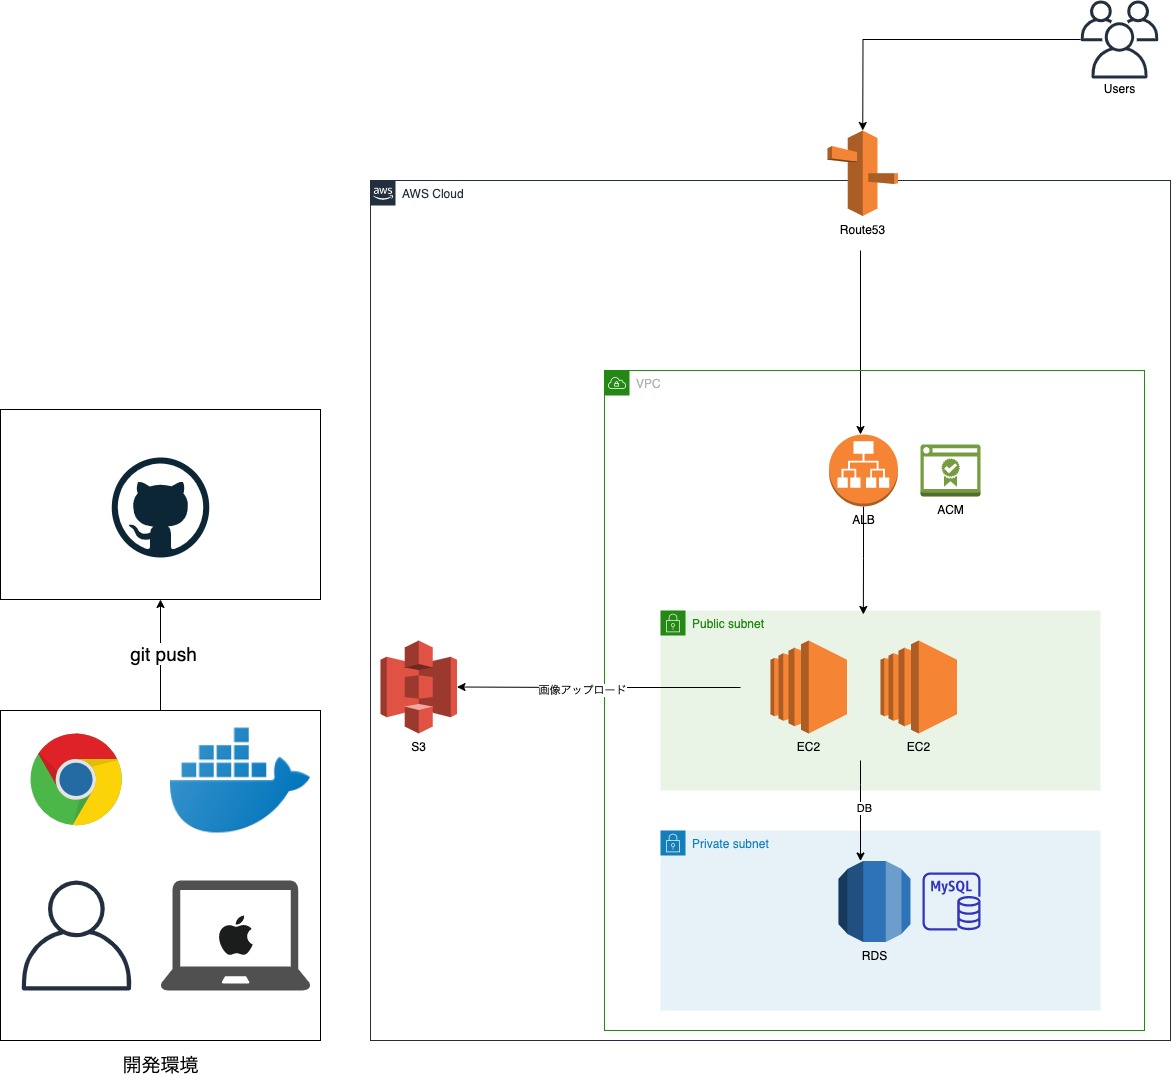 Users
aws
AWS Cloud
Route53
VPC
ALB
ACM
git push
Public subnet
画像アップロード
S3
EC2
EC2
DB
Private subnet
MySQL
RDS
開発環境